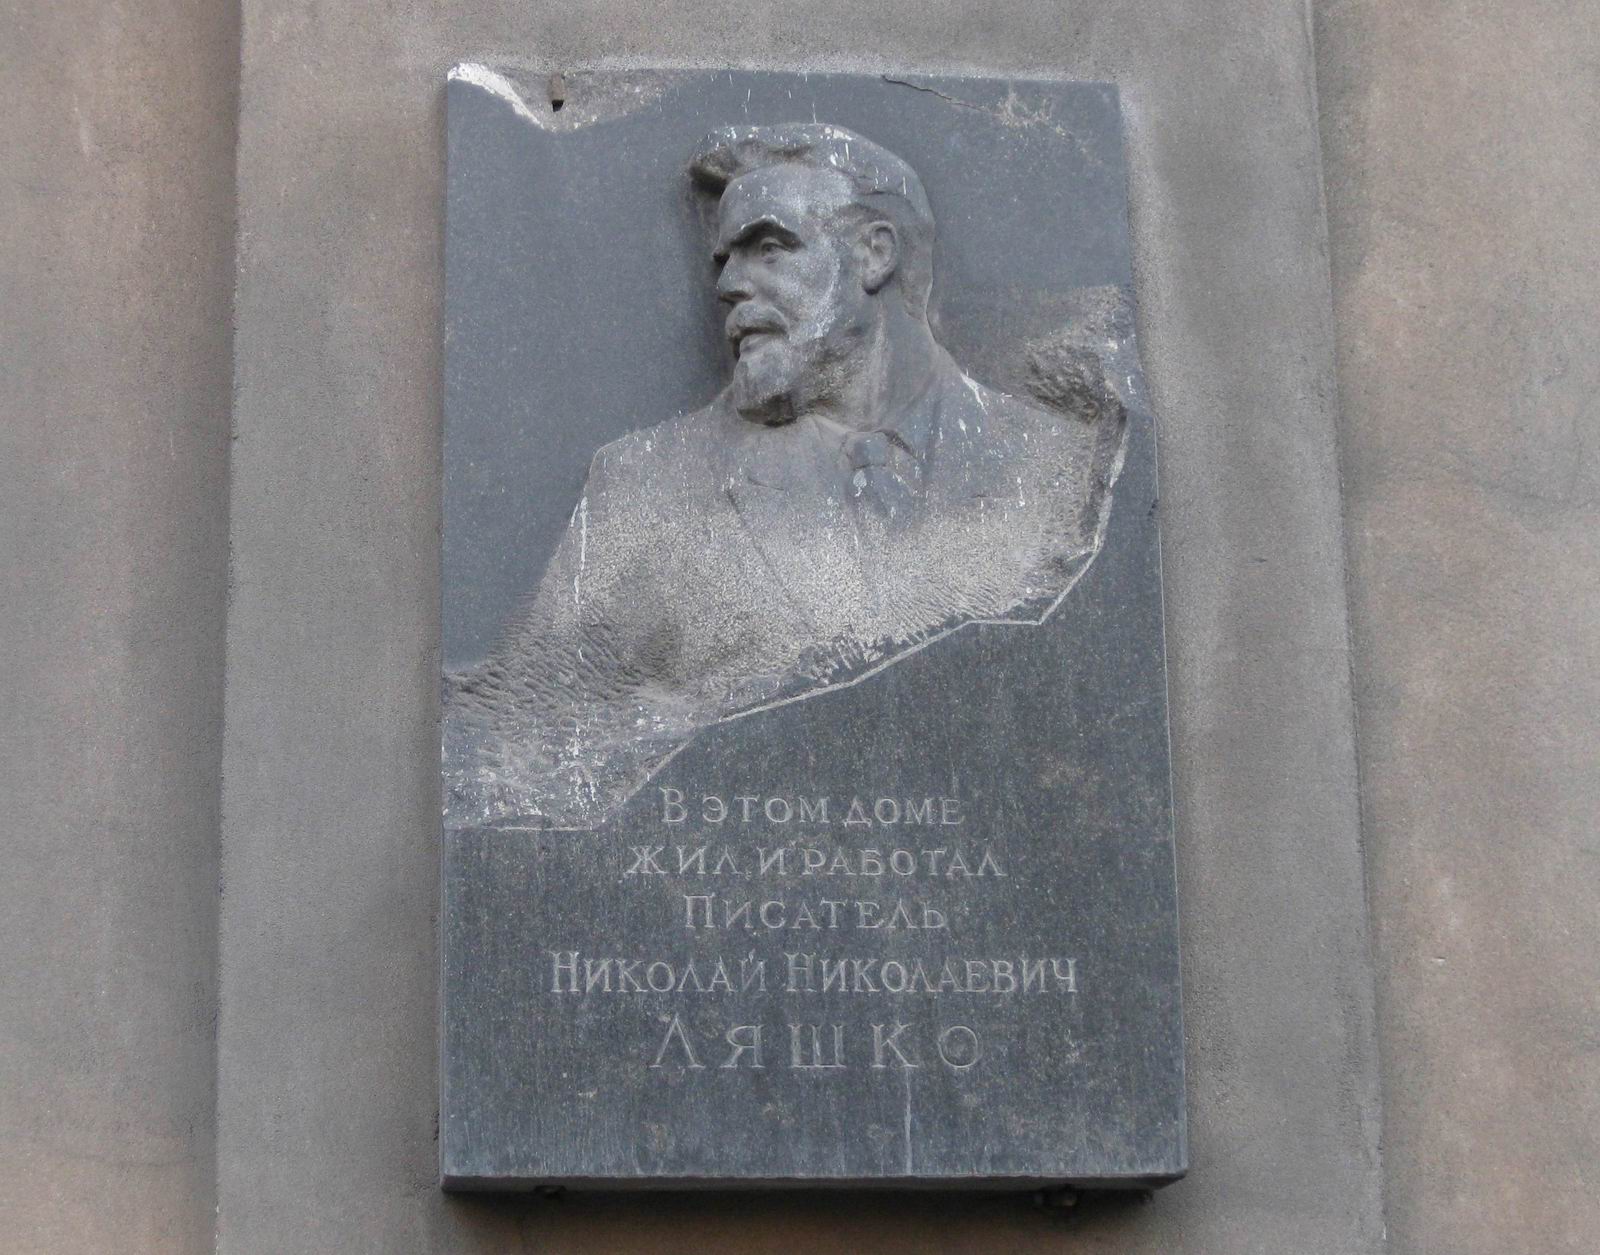 В ЭТОМ ДОМЕ
ЖИЛ И РАБОТАЛ
ПИСАТЕЛЬ
НИКОЛАЙ НИКОЛАЕВИЧ
ЛЯШКО